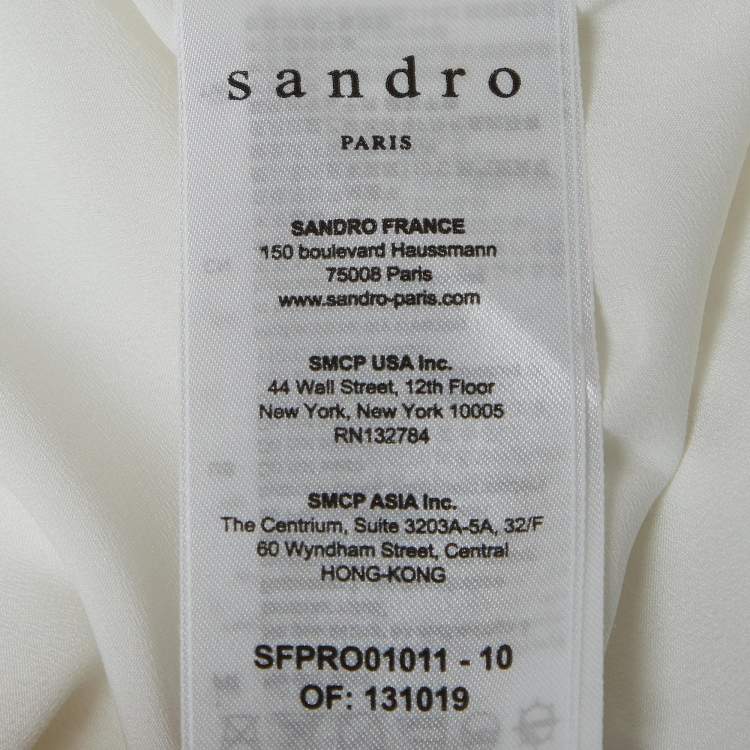 sandro
PARIS
SANDRO FRANCE
150 boulevard Haussmann
75008 Paris
www.sandro-paris.com
SMCP USA Inc.
44 Wall Street, 12th Floor
New York, New York 10005
RN132784
SMCP ASIA Inc.
The Centrium, Suite 3203A-5A, 32/F
60 Wyndham Street, Central
HONG-KONG
SFPRO01011 - 10
OF: 131019